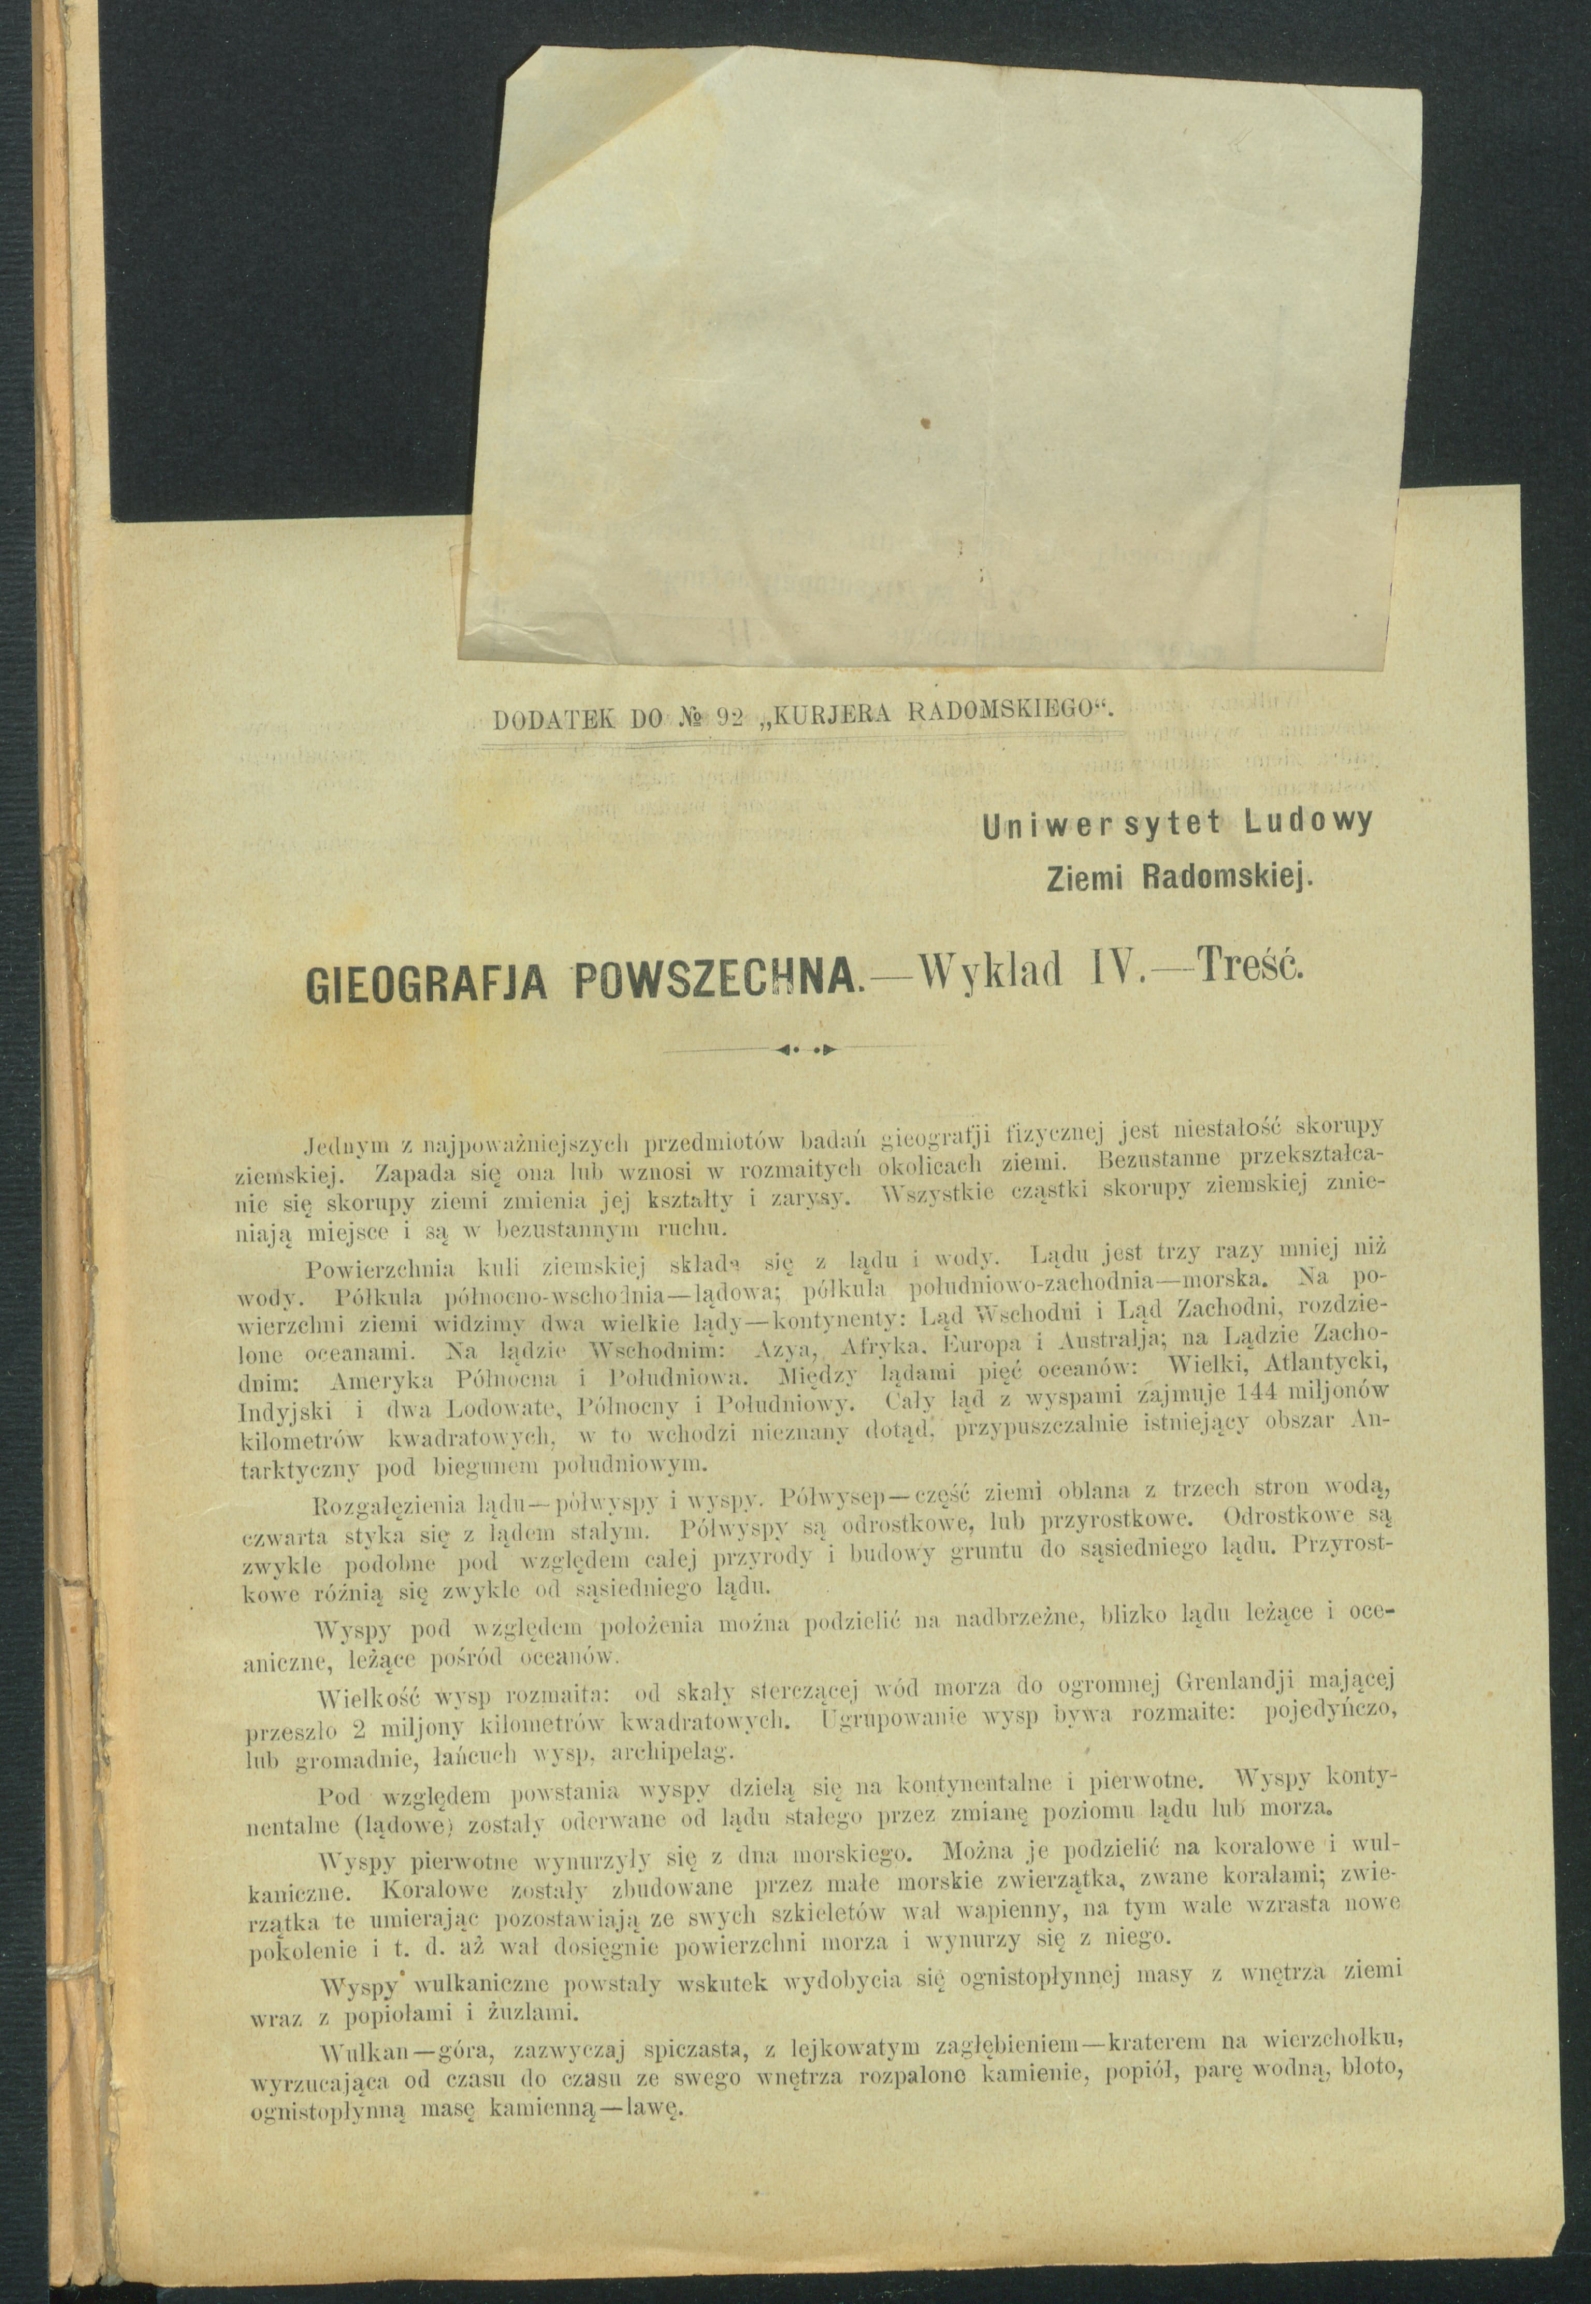 DODATEK DO № 92 „KURJERA RADOMSKIEGO“.
Uniwersytet Ludowy
Ziemi Radomskiej.
GIEOGRAFJA POWSZECHNA.—Wykład IV.—Treść.
Jednym z najpoważniejszych przedmiotów badań gieografji fizycznej jest niestałość skorupy
ziemskiej. Zapada się ona lub wznosi w rozmaitych okolicach ziemi. Bezustanne przekształca-
nie się skorupy ziemi zmienia jej kształty i zarysy. Wszystkie cząstki skorupy ziemskiej zmie-
niają miejsce i są w bezustannym ruchu.
Powierzchnia kuli ziemskiej składa się z lądu i wody. Lądu jest trzy razy mniej niż
wody. Półkula północno-wschodnia—lądowa; półkula południowo-zachodnia—morska. Na po-
wierzchni ziemi widzimy dwa wielkie lądy—kontynenty: Ląd Wschodni i Ląd Zachodni, rozdzie-
lone oceanami. Na lądzie Wschodnim: Azya, Afryka, Europa i Australja; na Lądzie Zacho-
dnim: Ameryka Północna i Południowa. Między lądami pięć oceanów: Wielki, Atlantycki,
Indyjski i dwa Lodowate, Północny i Południowy. Cały ląd z wyspami zajmuje 144 miljonów
kilometrów kwadratowych, w to wchodzi nieznany dotąd, przypuszczalnie istniejący obszar An-
tarktyczny pod biegunem południowym.
Rozgałęzienia lądu—półwyspy i wyspy. Półwysep—część ziemi oblana z trzech stron wodą,
czwarta styka się z lądem stałym. Półwyspy są odrostkowe, lub przyrostkowe. Odrostkowe są
zwykle podobne pod względem całej przyrody i budowy gruntu do sąsiedniego lądu. Przyrost-
kowe różnią się zwykle od sąsiedniego lądu.
Wyspy pod względem położenia można podzielić na nadbrzeżne, blizko lądu leżące i oce-
aniczne, leżące pośród oceanów.
Wielkość wysp rozmaita: od skały sterczącej wód morza do ogromnej Grenlandji mającej
przeszło 2 miljony kilometrów kwadratowych. Ugrupowanie wysp bywa rozmaite: pojedyńczo,
lub gromadnie, łańcuch wysp, archipelag.
Pod względem powstania wyspy dzielą się na kontynentalne i pierwotne. Wyspy konty-
nentalne (lądowe) zostały oderwane od lądu stałego przez zmianę poziomu lądu lub morza.
Wyspy pierwotne wynurzyły się z dna morskiego. Można je podzielić na koralowe i wul-
kaniczne. Koralowe zostały zbudowane przez małe morskie zwierzątka, zwane koralami; zwie-
rzątka te umierając pozostawiają ze swych szkieletów wał wapienny, na tym wale wzrasta nowe
pokolenie i t. d. aż wał dosięgnie powierzchni morza i wynurzy się z niego.
Wyspy wulkaniczne powstały wskutek wydobycia się ognistopłynnej masy z wnętrza ziemi
wraz z popiołami i żuzlami.
Wulkan—góra, zazwyczaj spiczasta, z lejkowatym zagłębieniem—kraterem na wierzchołku,
wyrzucająca od czasu do czasu ze swego wnętrza rozpalone kamienie, popiół, parę wodną, błoto,
ognistopłynną masę kamienną—lawę.